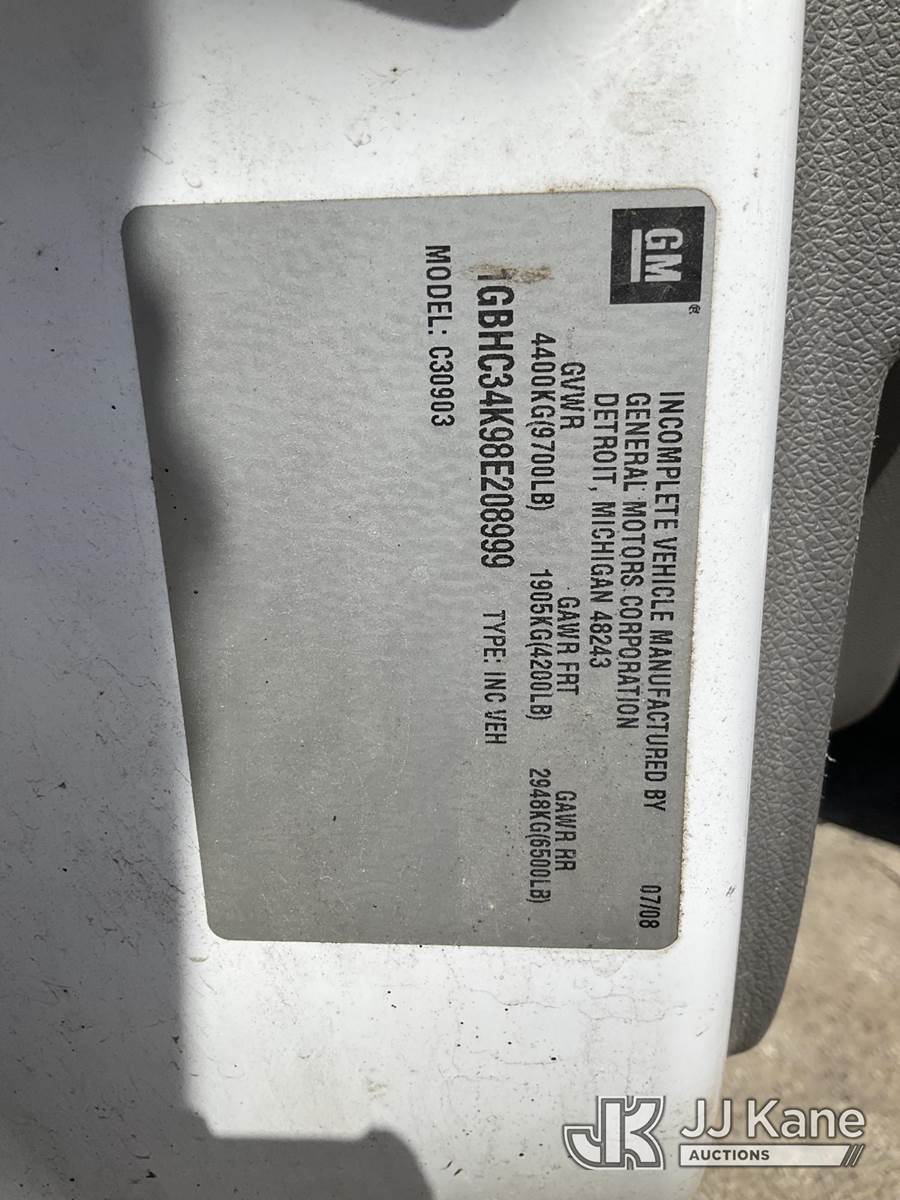 GM
®
INCOMPLETE VEHICLE MANUFACTURED BY 07/08
GENERAL MOTORS CORPORATION
DETROIT, MICHIGAN 48243
GVWR GAWR FRT GAWR RR
4400KG(9700LB) 1905KG(4200LB) 2948KG(6500LB)
1GBHC34K98E208999 TYPE: INC VEH
MODEL: C30903
JK JJ Kane
AUCTIONS